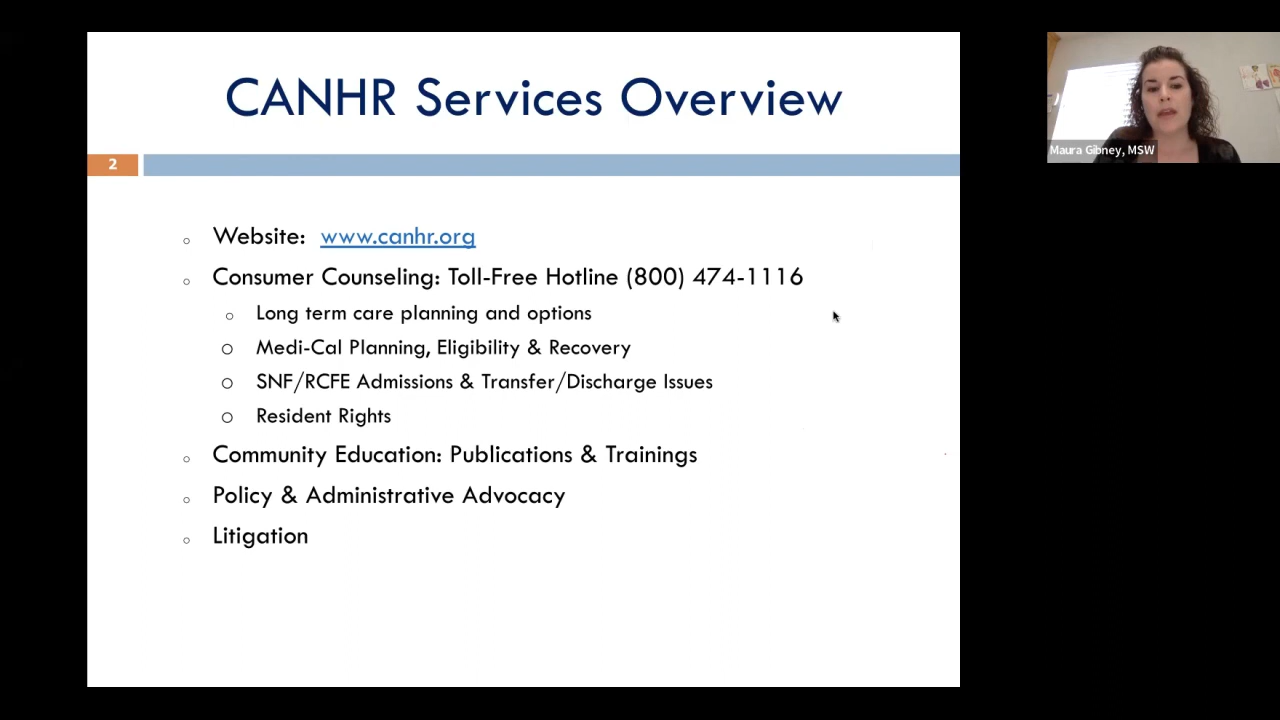 CANHR Services Overview
2
Website: www.canhr.org
Consumer Counseling: Toll-Free Hotline (800) 474-1116
Long term care planning and options
Medi-Cal Planning, Eligibility & Recovery
SNF/RCFE Admissions & Transfer/Discharge Issues
Resident Rights
Community Education: Publications & Trainings
Policy & Administrative Advocacy
Litigation
Maura Gibney, MSW